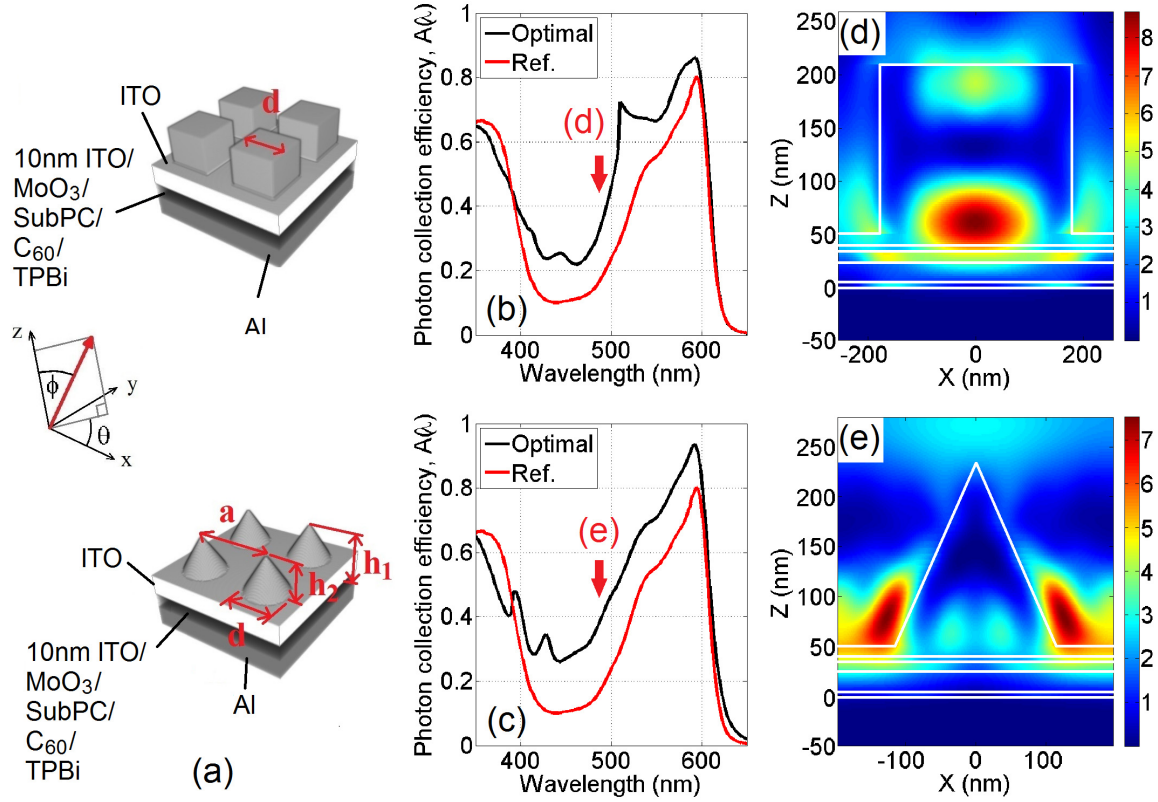 ITO
d
10nm ITO/
MoO₃/
SubPC/
C₆₀/
TPBi
Al
z
ϕ
y
θ
x
a
ITO
h₁
h₂
d
10nm ITO/
MoO₃/
SubPC/
C₆₀/
TPBi
Al
(a)
Photon collection efficiency, A(λ)
1
0.8
0.6
0.4
0.2
0
Optimal
Ref.
(d)
(b)
400 500 600
Wavelength (nm)
Photon collection efficiency, A(λ)
1
0.8
0.6
0.4
0.2
0
Optimal
Ref.
(e)
(c)
400 500 600
Wavelength (nm)
(d)
Z (nm)
250
200
150
100
50
0
-50
-200 0 200
X (nm)
8
7
6
5
4
3
2
1
(e)
Z (nm)
250
200
150
100
50
0
-50
-100 0 100
X (nm)
7
6
5
4
3
2
1